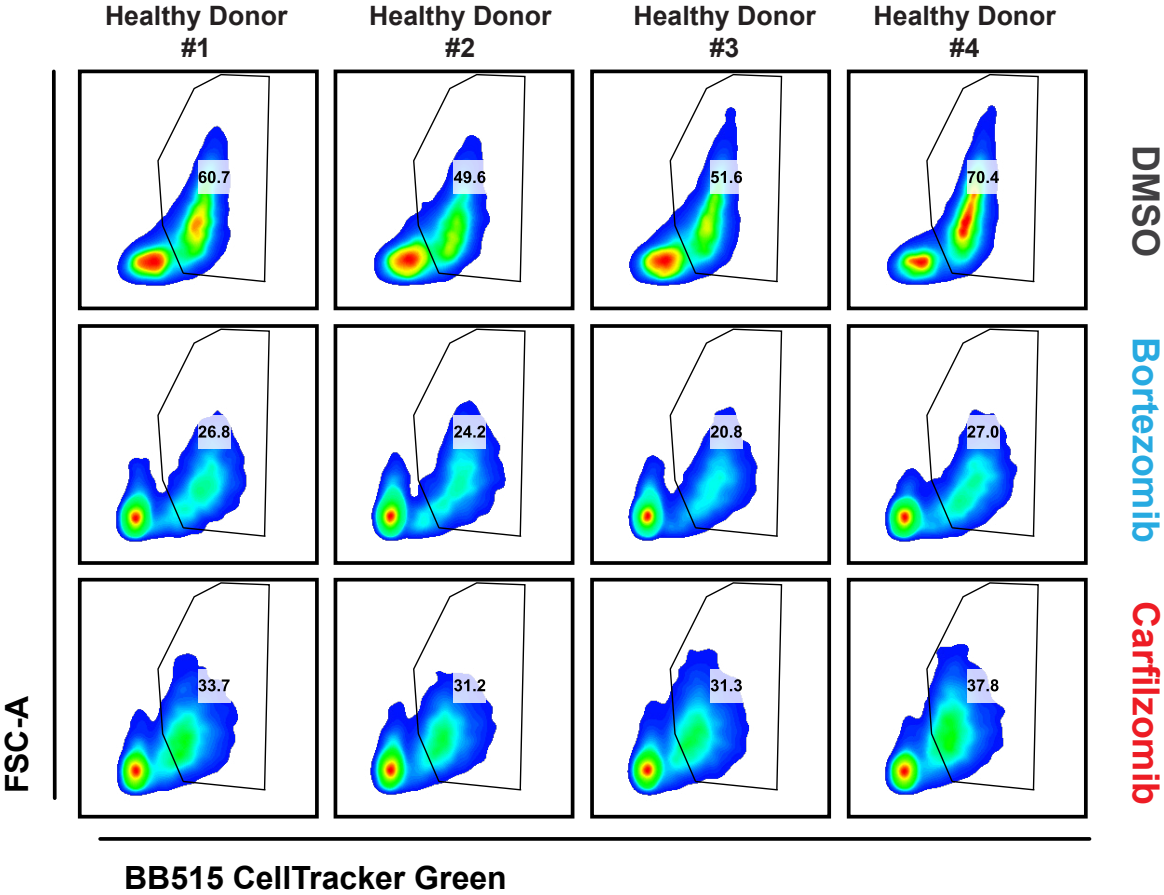 Healthy Donor
#1
Healthy Donor
#2
Healthy Donor
#3
Healthy Donor
#4
60.7
49.6
51.6
70.4
DMSO
26.8
24.2
20.8
27.0
Bortezomib
33.7
31.2
31.3
37.8
Carfilzomib
FSC-A
BB515 CellTracker Green